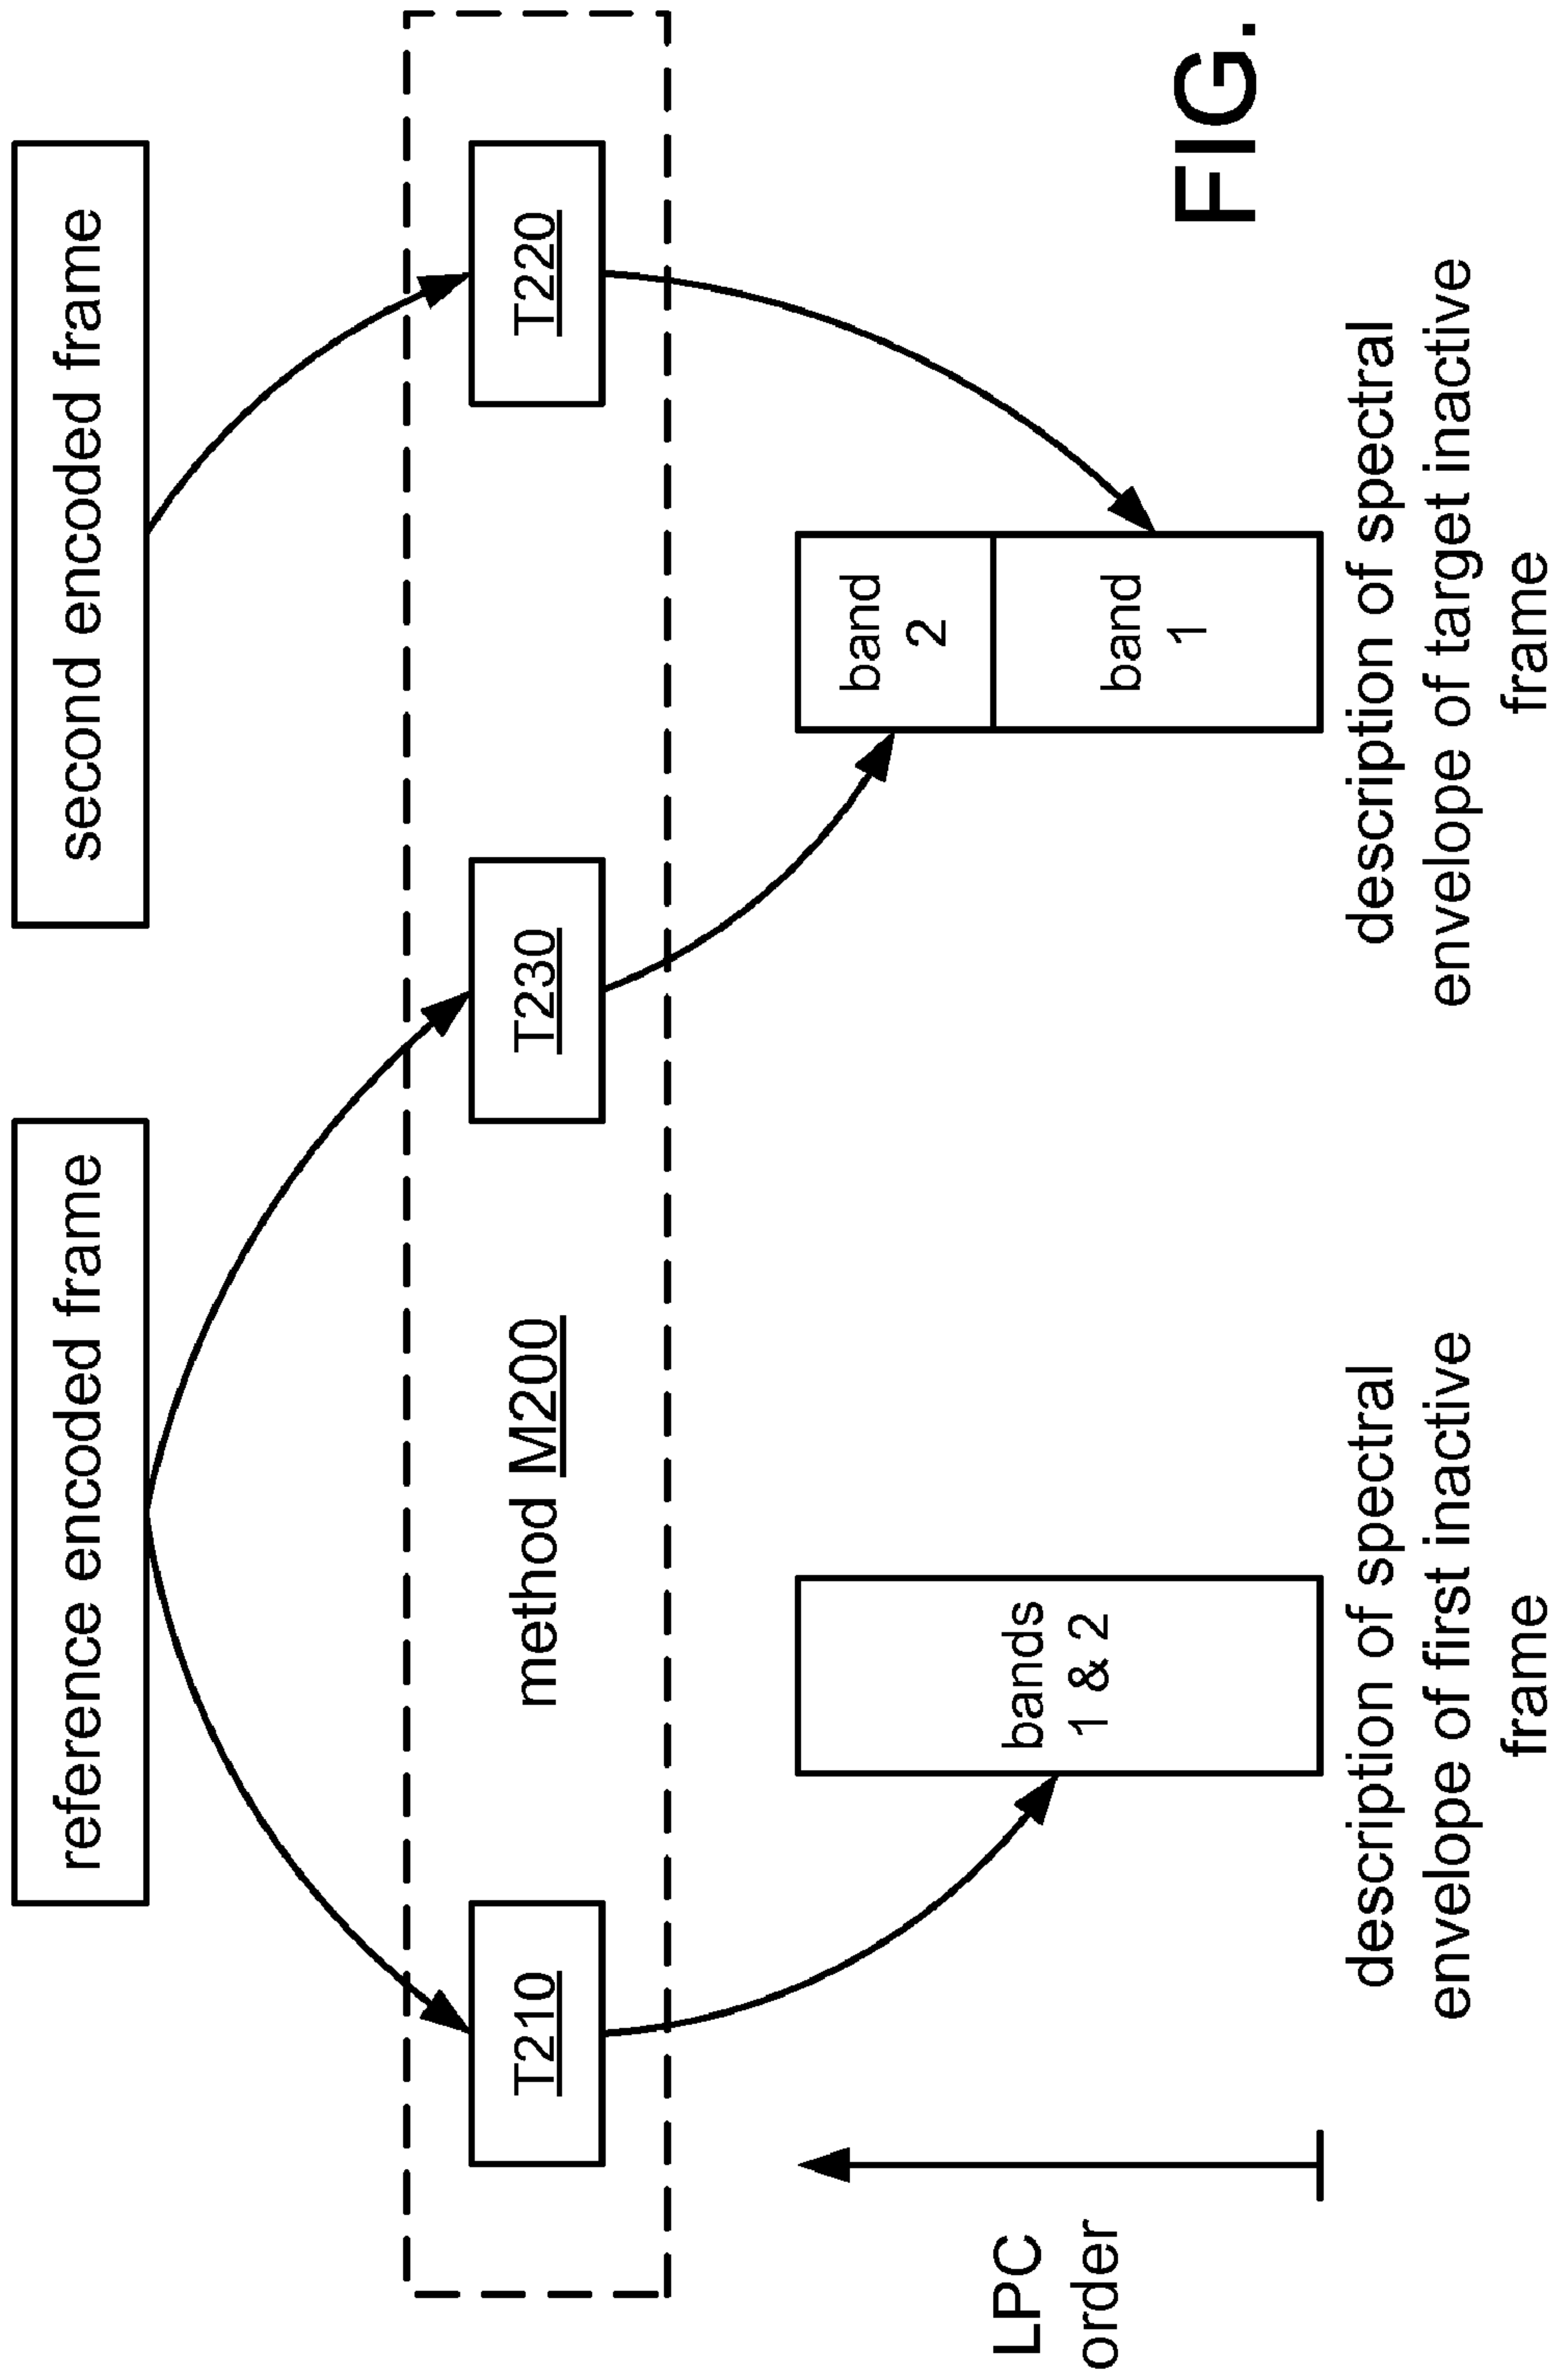 reference encoded frame
second encoded frame
T210
method M200
T230
T220
LPC
order
bands
1 & 2
band
2
band
1
description of spectral
envelope of first inactive
frame
description of spectral
envelope of target inactive
frame
FIG.